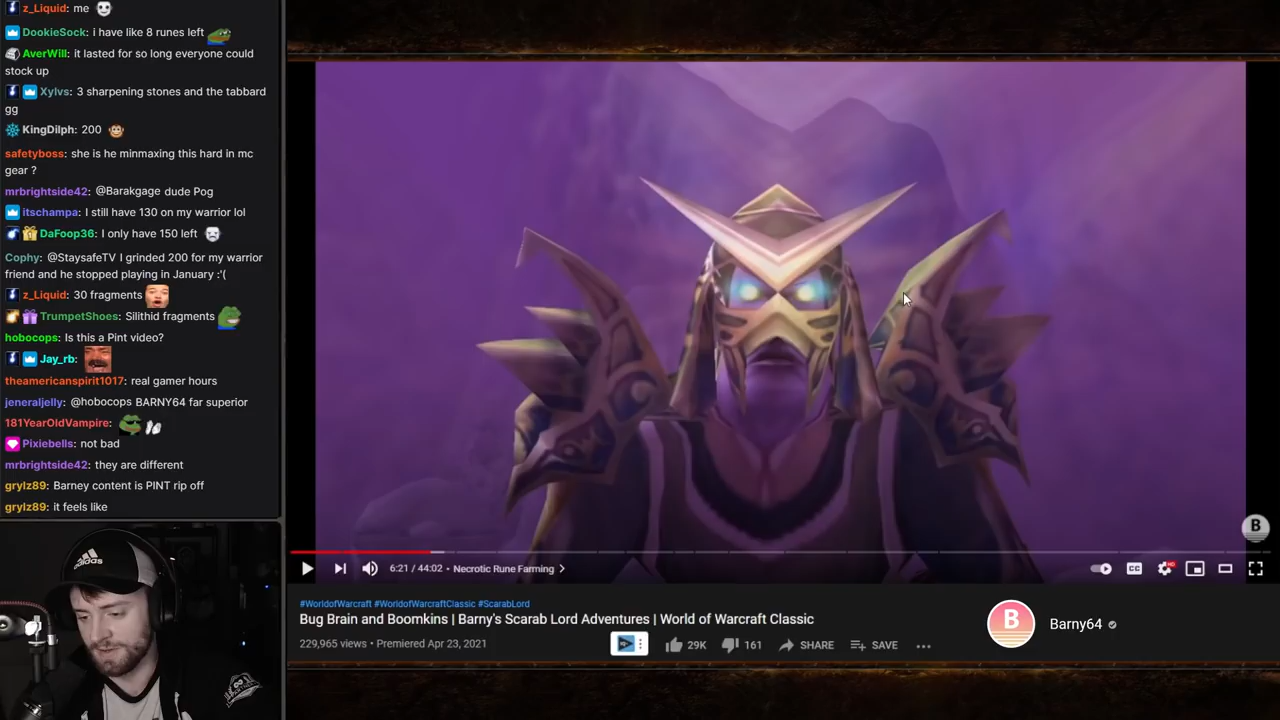 z_Liquid: me
DookieSock: i have like 8 runes left
AverWill: it lasted for so long everyone could
stock up
Xylvs: 3 sharpening stones and the tabbard
gg
KingDilph: 200
safetyboss: she is he minmaxing this hard in mc
gear ?
mrbrightside42: @Barakgage dude Pog
itschampa: I still have 130 on my warrior lol
DaFoop36: I only have 150 left
Cophy: @StaysafeTV I grinded 200 for my warrior
friend and he stopped playing in January :'(
z_Liquid: 30 fragments
TrumpetShoes: Silithid fragments
hobocops: Is this a Pint video?
Jay_rb:
theamericanspirit1017: real gamer hours
jeneraljelly: @hobocops BARNY64 far superior
181YearOldVampire:
Pixiebells: not bad
mrbrightside42: they are different
grylz89: Barney content is PINT rip off
grylz89: it feels like
adidas
B
6:21 / 44:02 • Necrotic Rune Farming >
CC
HD
#WorldofWarcraft #WorldofWarcraftClassic #ScarabLord
Bug Brain and Boomkins | Barny's Scarab Lord Adventures | World of Warcraft Classic
229,965 views • Premiered Apr 23, 2021
29K
161
SHARE
SAVE
B
Barny64